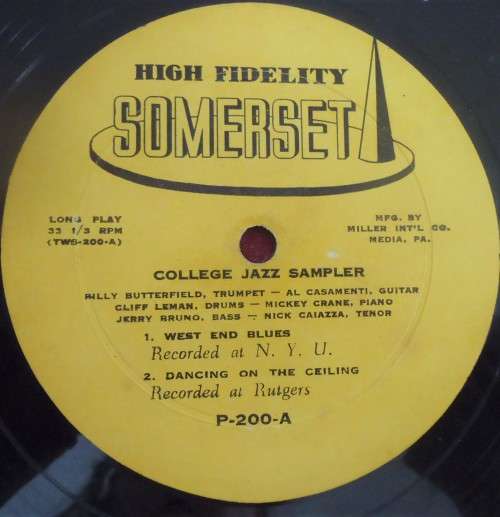 HIGH FIDELITY
SOMERSET
LONG PLAY
33 1/3 RPM
(TWS-200-A)
MFG. BY
MILLER INT'L CO.
MEDIA, PA.
COLLEGE JAZZ SAMPLER
BILLY BUTTERFIELD, TRUMPET — AL CASAMENTI, GUITAR
CLIFF LEMAN, DRUMS — MICKEY CRANE, PIANO
JERRY BRUNO, BASS — NICK CAIAZZA, TENOR
1. WEST END BLUES
Recorded at N. Y. U.
2. DANCING ON THE CEILING
Recorded at Rutgers
P-200-A